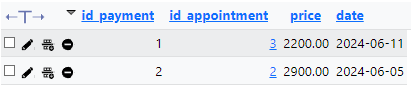 ←T→ id_payment id_appointment price date
1 3 2200.00 2024-06-11
2 2 2900.00 2024-06-05